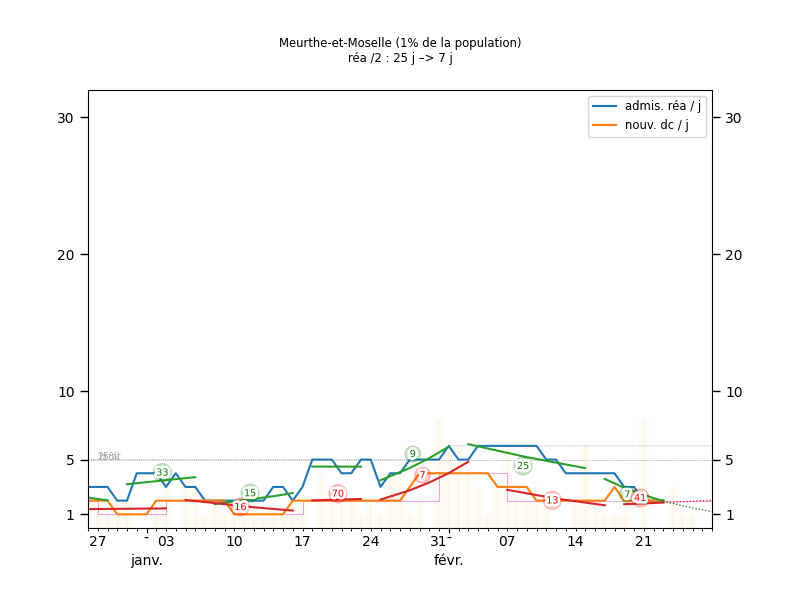 Meurthe-et-Moselle (1% de la population)
réa /2 : 25 j –> 7 j
admis. réa / j
nouv. dc / j
30 30
20 20
10 10
5 5
1 1
33
15
16
70
9
7
25
13
7
41
27 03 10 17 24 31 07 14 21
janv. févr.